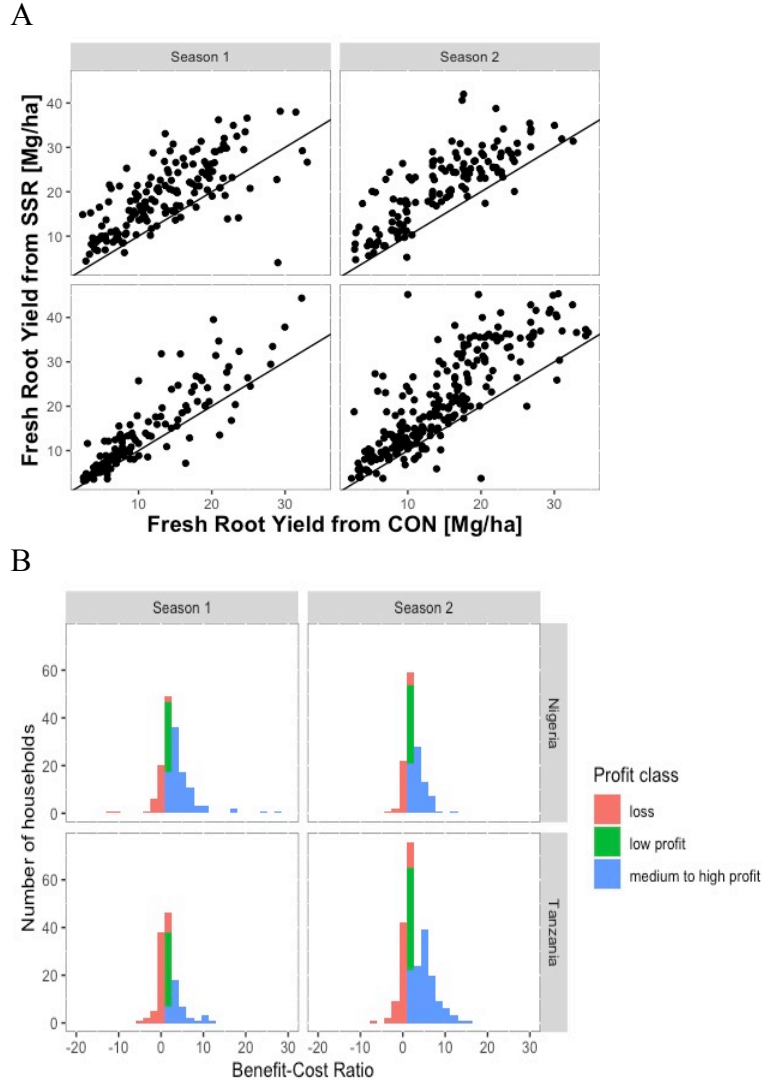 A
Season 1 Season 2
Fresh Root Yield from SSR [Mg/ha]
40
30
20
10
40
30
20
10
10 20 30 10 20 30
Fresh Root Yield from CON [Mg/ha]
B
Season 1 Season 2
Number of households
60
40
20
0
Nigeria
60
40
20
0
Tanzania
-20 -10 0 10 20 30 -20 -10 0 10 20 30
Benefit-Cost Ratio
Profit class
loss
low profit
medium to high profit